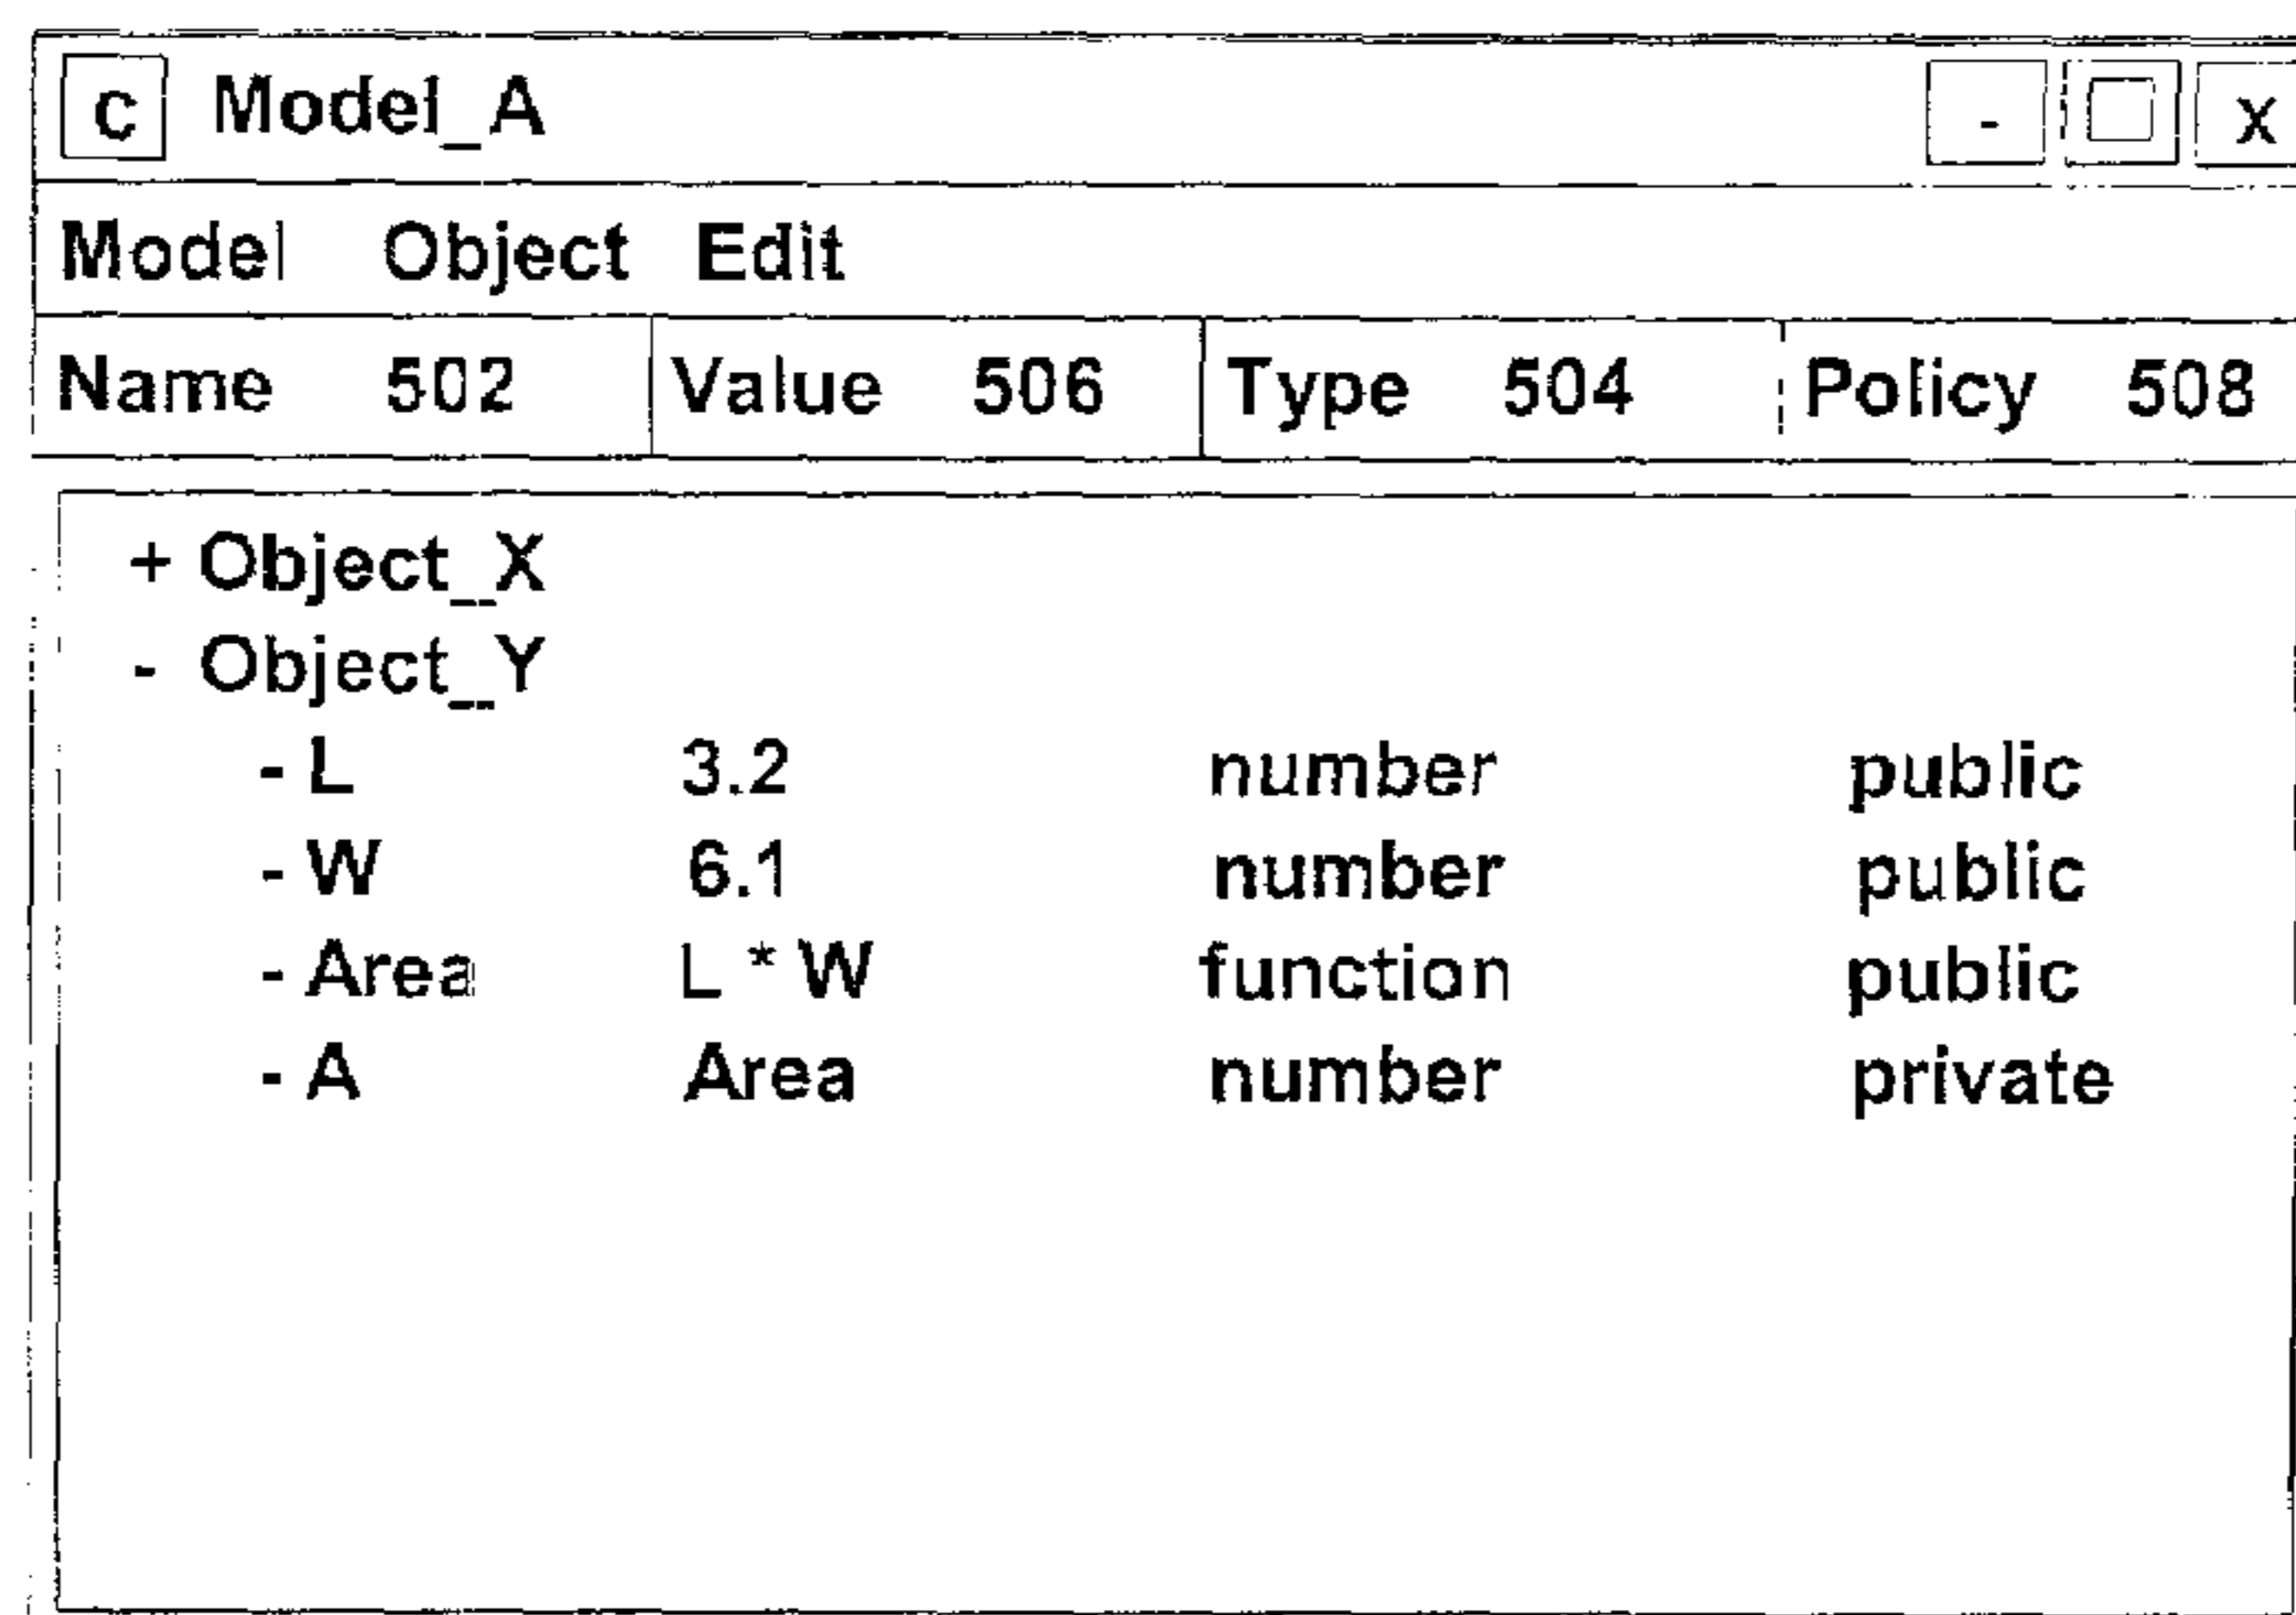 c Model_A - X
Model Object Edit
Name 502 Value 506 Type 504 Policy 508
+ Object_X
- Object_Y
- L 3.2 number public
- W 6.1 number public
- Area L * W function public
- A Area number private